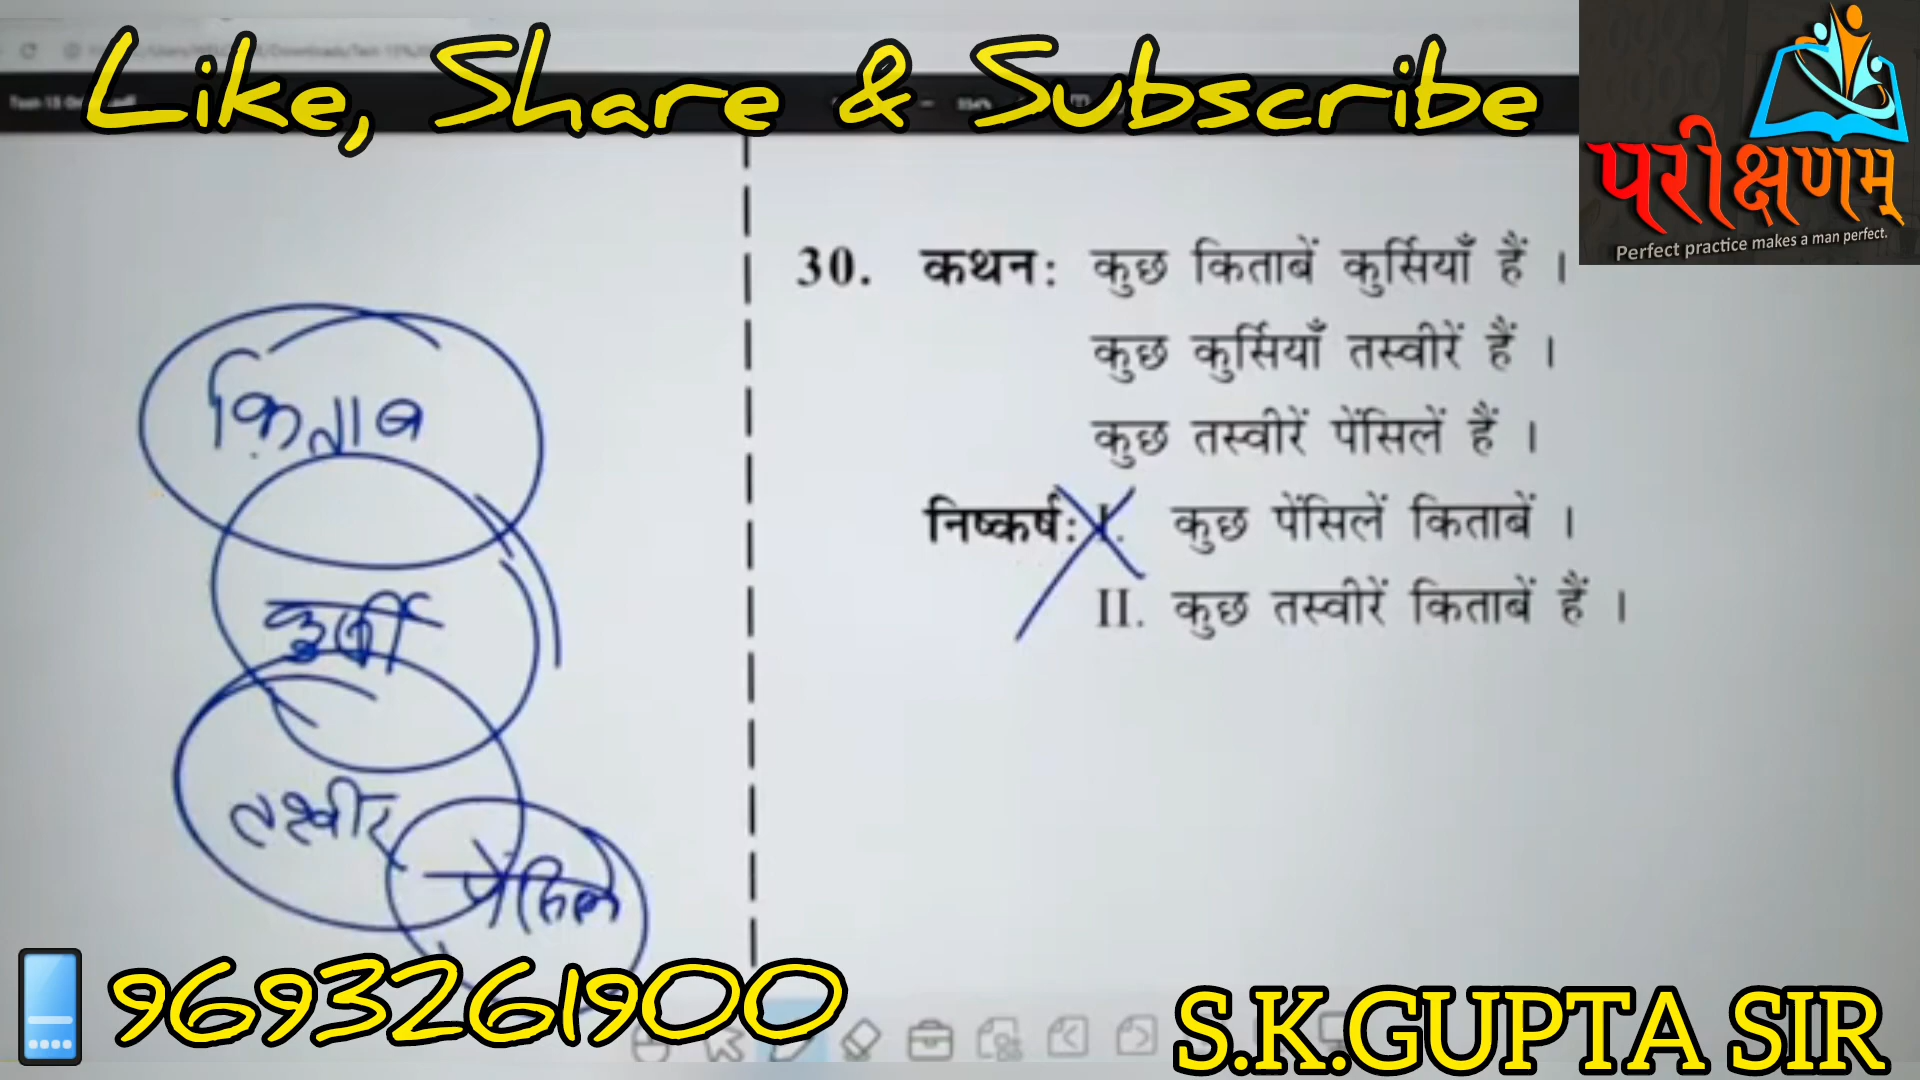 Like, Share & Subscribe
परीक्षणम्
Perfect practice makes a man perfect.
30. कथन: कुछ किताबें कुर्सियाँ हैं ।
कुछ कुर्सियाँ तस्वीरें हैं ।
कुछ तस्वीरें पेंसिलें हैं ।
निष्कर्ष: I. कुछ पेंसिलें किताबें ।
II. कुछ तस्वीरें किताबें हैं ।
किताब
कुर्सी
तस्वीर
पेंसिल
9693261900
S.K.GUPTA SIR